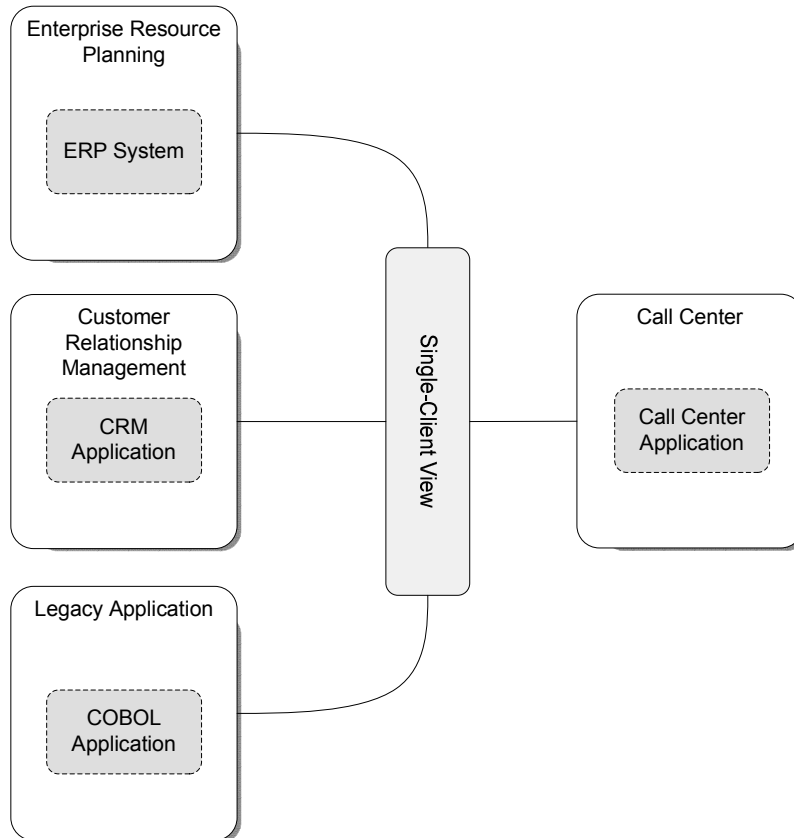 Enterprise Resource
Planning
ERP System
Customer
Relationship
Management
CRM
Application
Legacy Application
COBOL
Application
Single-Client View
Call Center
Call Center
Application